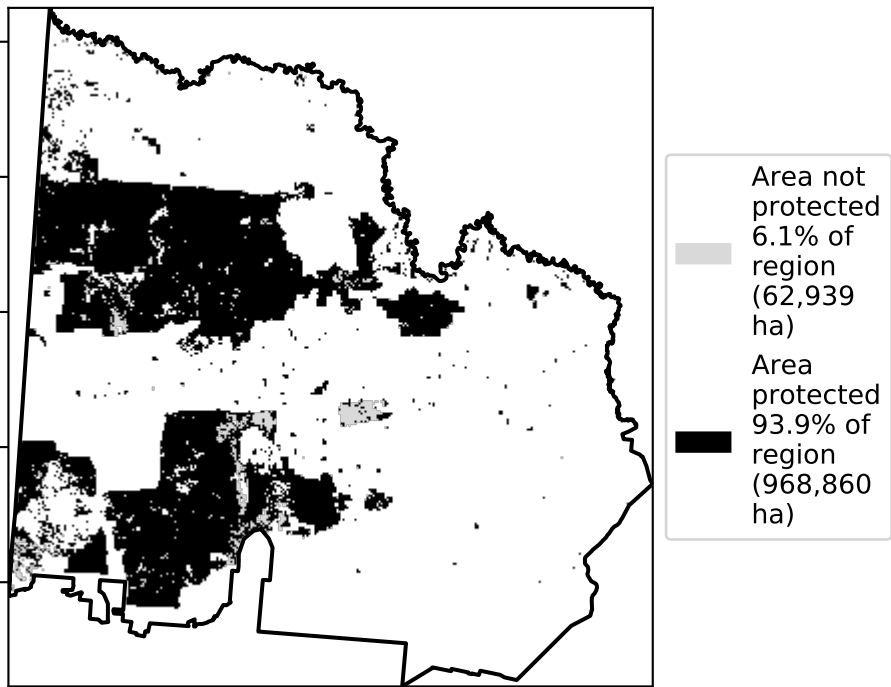 Area not
protected
6.1% of
region
(62,939
ha)
Area
protected
93.9% of
region
(968,860
ha)